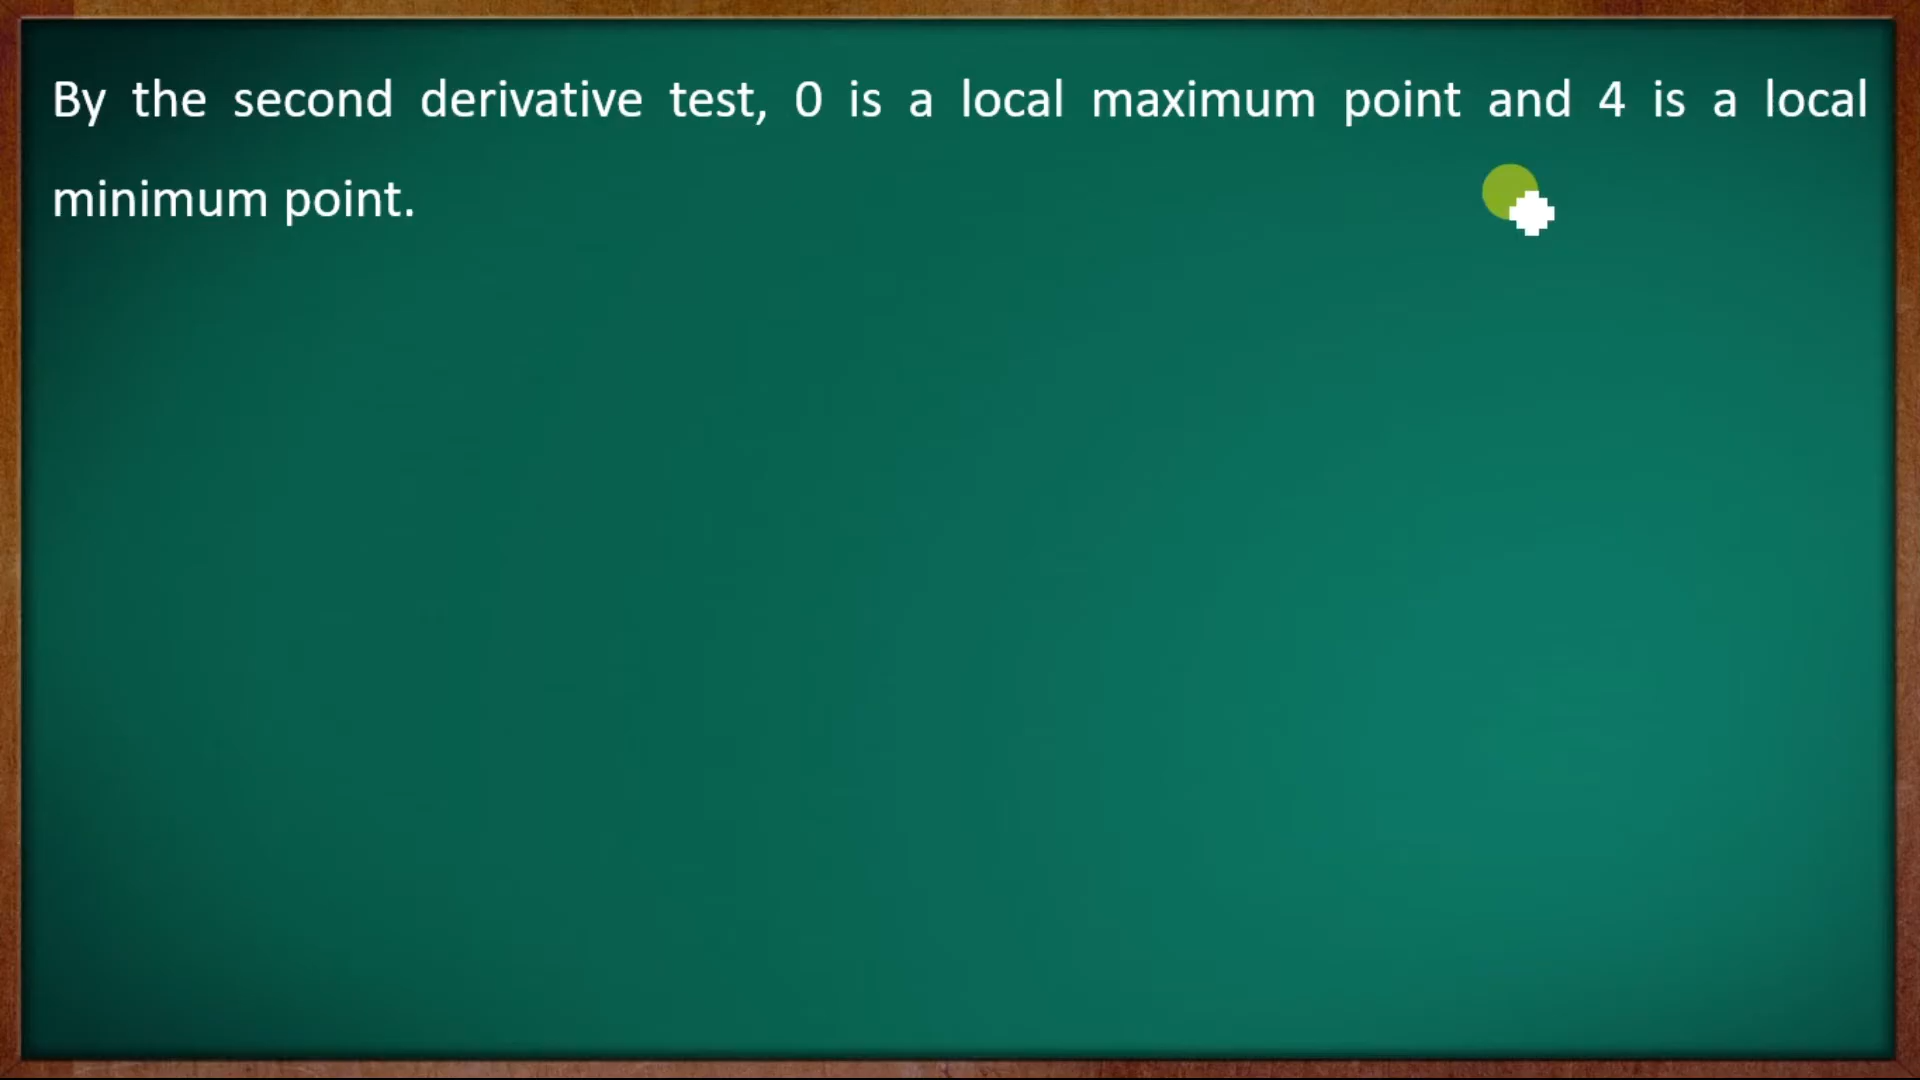 By the second derivative test, 0 is a local maximum point and 4 is a local
minimum point.